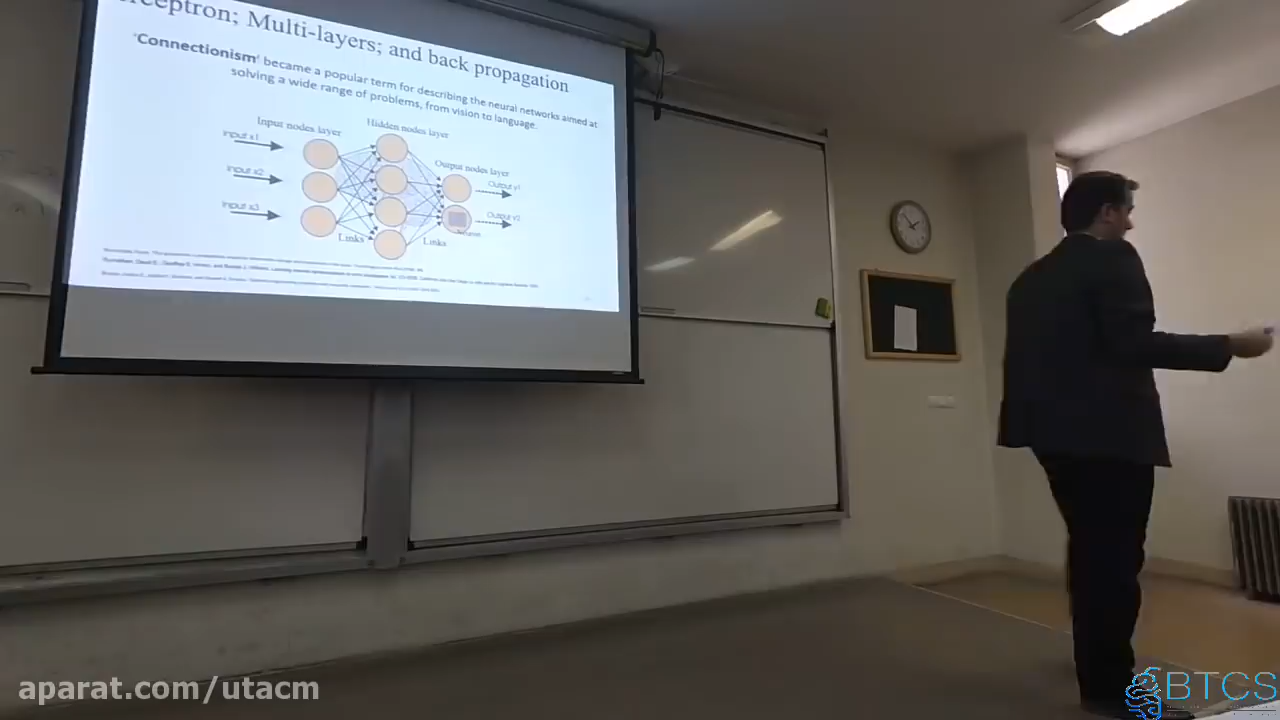 rceptron; Multi-layers; and back propagation
'Connectionism' became a popular term for describing the neural networks aimed at
solving a wide range of problems, from vision to language.
Input nodes layer
Hidden nodes layer
Output nodes layer
Input x1
Input x2
Input x3
Output y1
Output y2
Neuron
Links
Links
aparat.com/utacm
BTCS